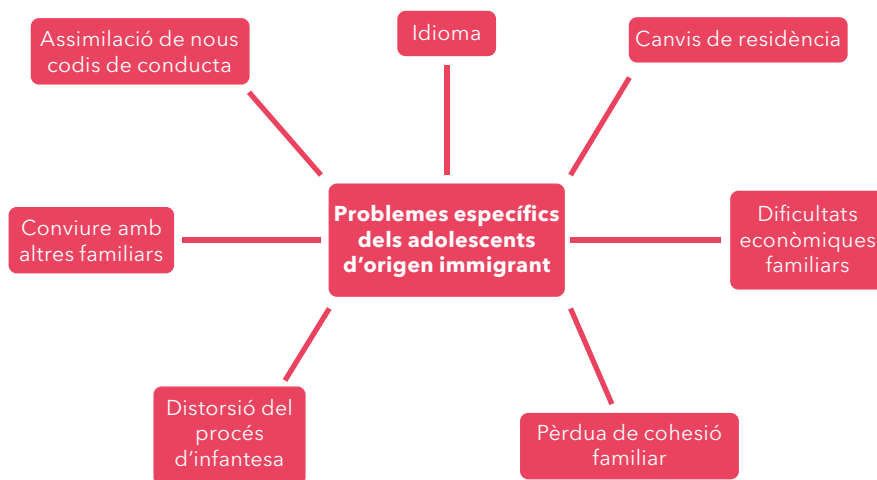 Assimilació de nous
codis de conducta
Idioma
Canvis de residència
Problemes específics
dels adolescents
d’origen immigrant
Conviure amb
altres familiars
Dificultats
econòmiques
familiars
Distorsió del
procés
d’infantesa
Pèrdua de cohesió
familiar